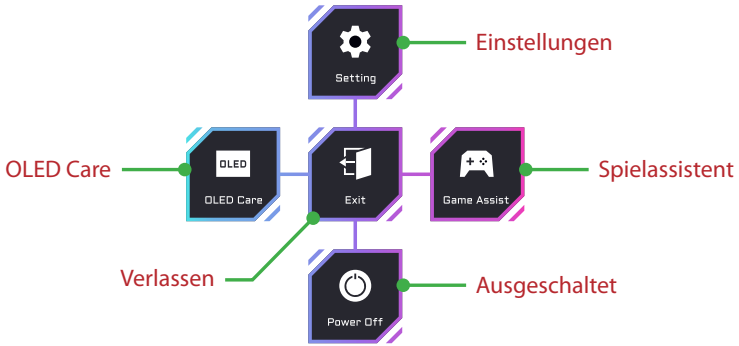 Einstellungen
Setting
OLED Care
OLED
OLED Care
Exit
Game Assist
Spielassistent
Verlassen
Ausgeschaltet
Power Off